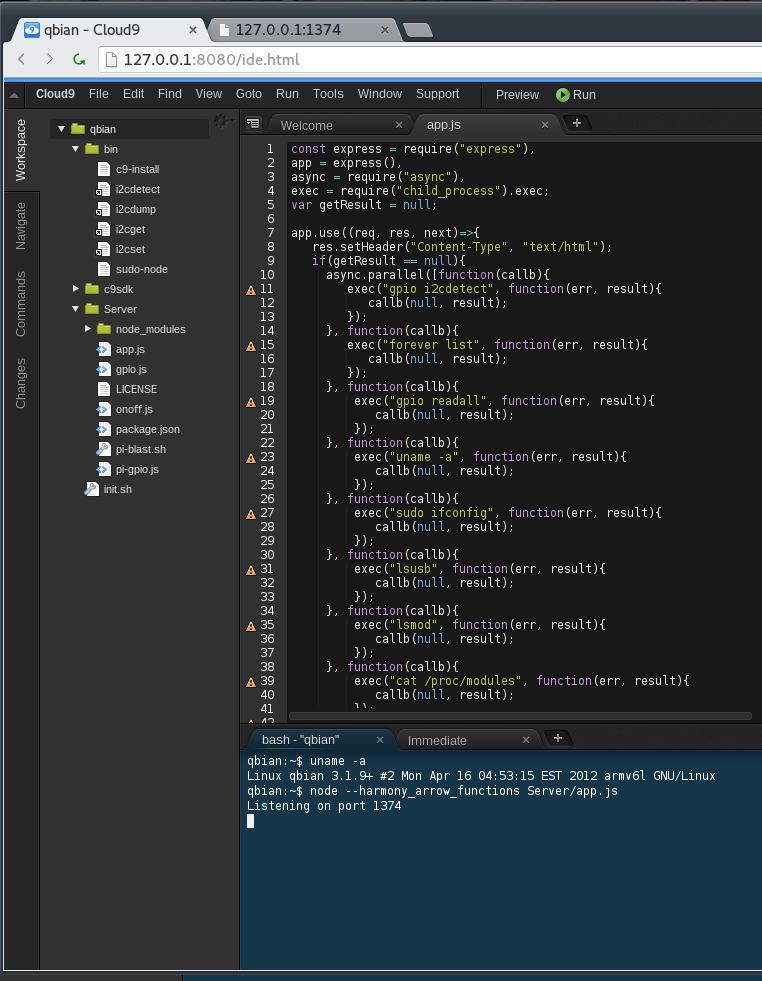 qbian - Cloud9 ×
127.0.0.1:1374 ×
127.0.0.1:8080/ide.html
Cloud9 File Edit Find View Goto Run Tools Window Support Preview Run
Workspace
Navigate
Commands
Changes
qbian
bin
c9-install
i2cdetect
i2cdump
i2cget
i2cset
sudo-node
c9sdk
Server
node_modules
app.js
gpio.js
LICENSE
onoff.js
package.json
pi-blast.sh
pi-gpio.js
init.sh
Welcome × app.js × +
1 const express = require("express"),
2 app = express(),
3 async = require("async"),
4 exec = require("child_process").exec;
5 var getResult = null;
6
7 app.use((req, res, next)=>{
8 res.setHeader("Content-Type", "text/html");
9 if(getResult == null){
10 async.parallel([function(callb){
11 exec("gpio i2cdetect", function(err, result){
12 callb(null, result);
13 });
14 }, function(callb){
15 exec("forever list", function(err, result){
16 callb(null, result);
17 });
18 }, function(callb){
19 exec("gpio readall", function(err, result){
20 callb(null, result);
21 });
22 }, function(callb){
23 exec("uname -a", function(err, result){
24 callb(null, result);
25 });
26 }, function(callb){
27 exec("sudo ifconfig", function(err, result){
28 callb(null, result);
29 });
30 }, function(callb){
31 exec("lsusb", function(err, result){
32 callb(null, result);
33 });
34 }, function(callb){
35 exec("lsmod", function(err, result){
36 callb(null, result);
37 });
38 }, function(callb){
39 exec("cat /proc/modules", function(err, result){
40 callb(null, result);
41 });
42
bash - "qbian" × Immediate × +
qbian:~$ uname -a
Linux qbian 3.1.9+ #2 Mon Apr 16 04:53:15 EST 2012 armv6l GNU/Linux
qbian:~$ node --harmony_arrow_functions Server/app.js
Listening on port 1374